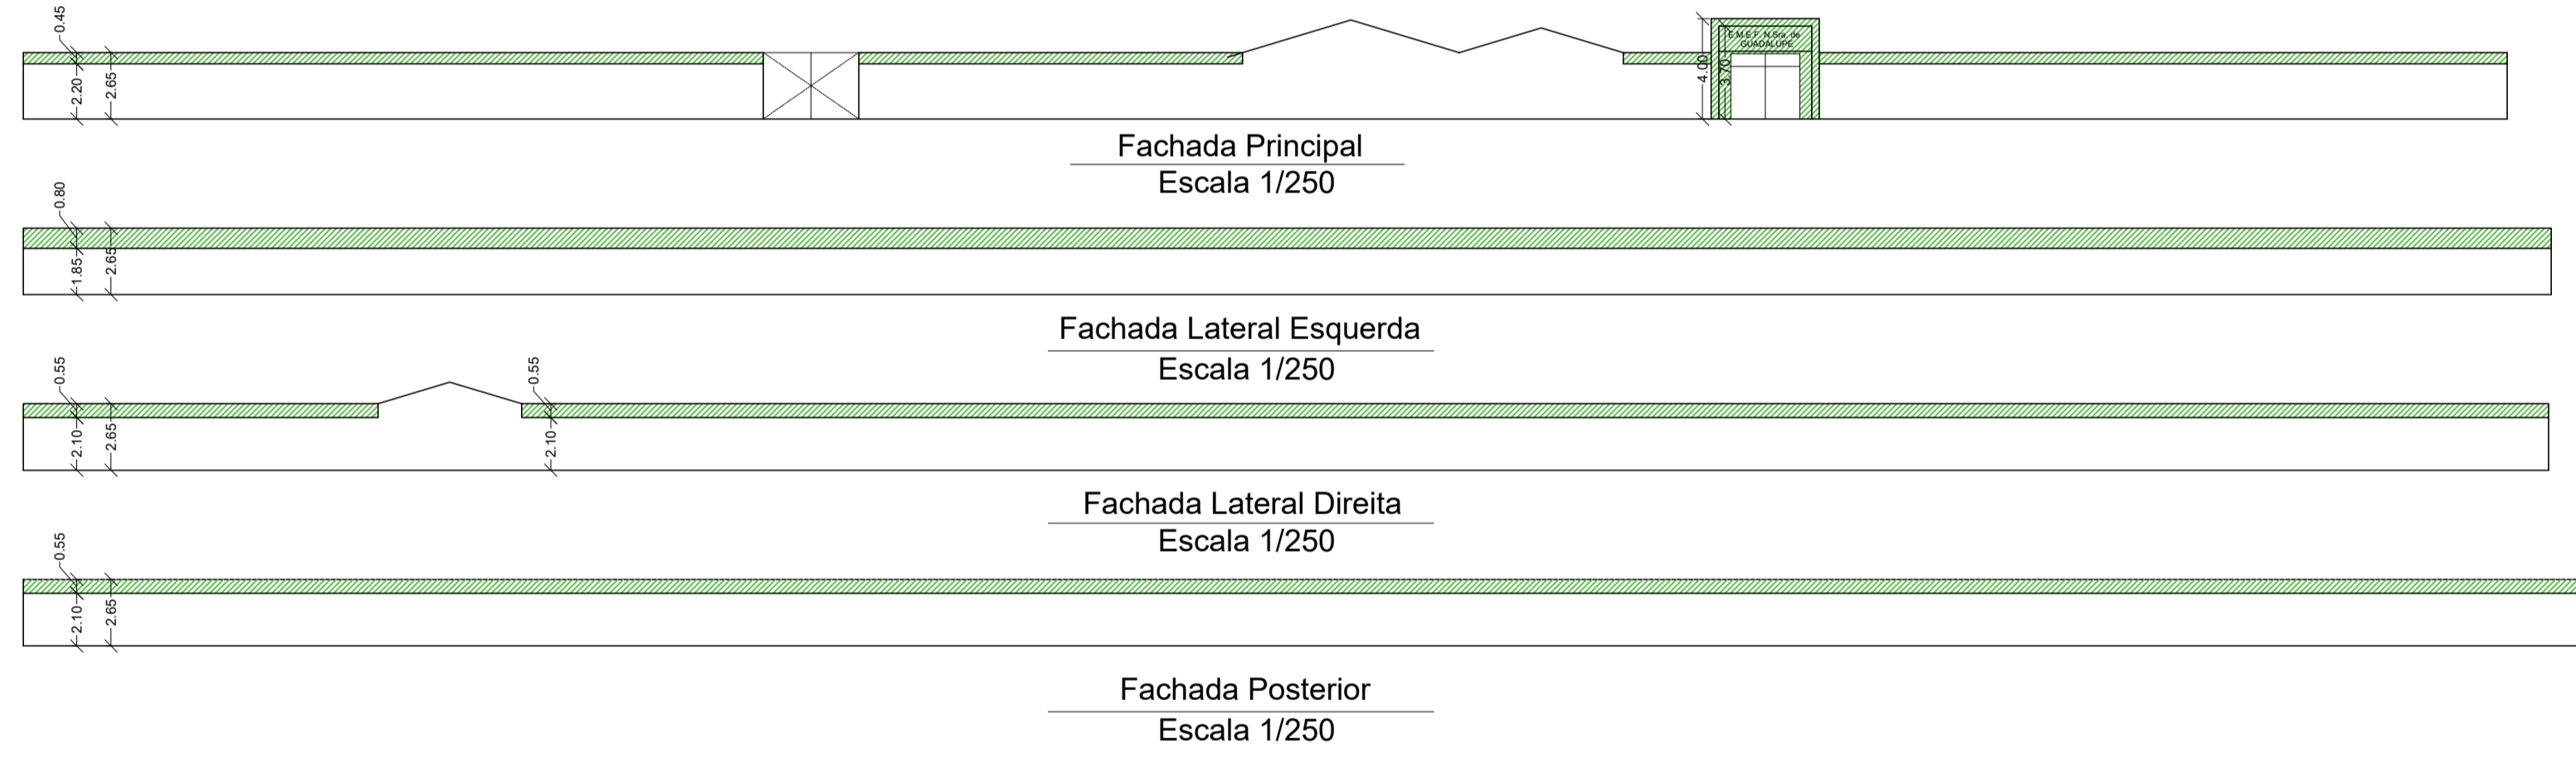 0.45
2.20
2.65
4.00
3.70
E.M.E.F. N.Sra. de
GUADALUPE
Fachada Principal
Escala 1/250
0.80
1.85
2.65
Fachada Lateral Esquerda
Escala 1/250
0.55
2.10
2.65
0.55
2.10
Fachada Lateral Direita
Escala 1/250
0.55
2.10
2.65
Fachada Posterior
Escala 1/250